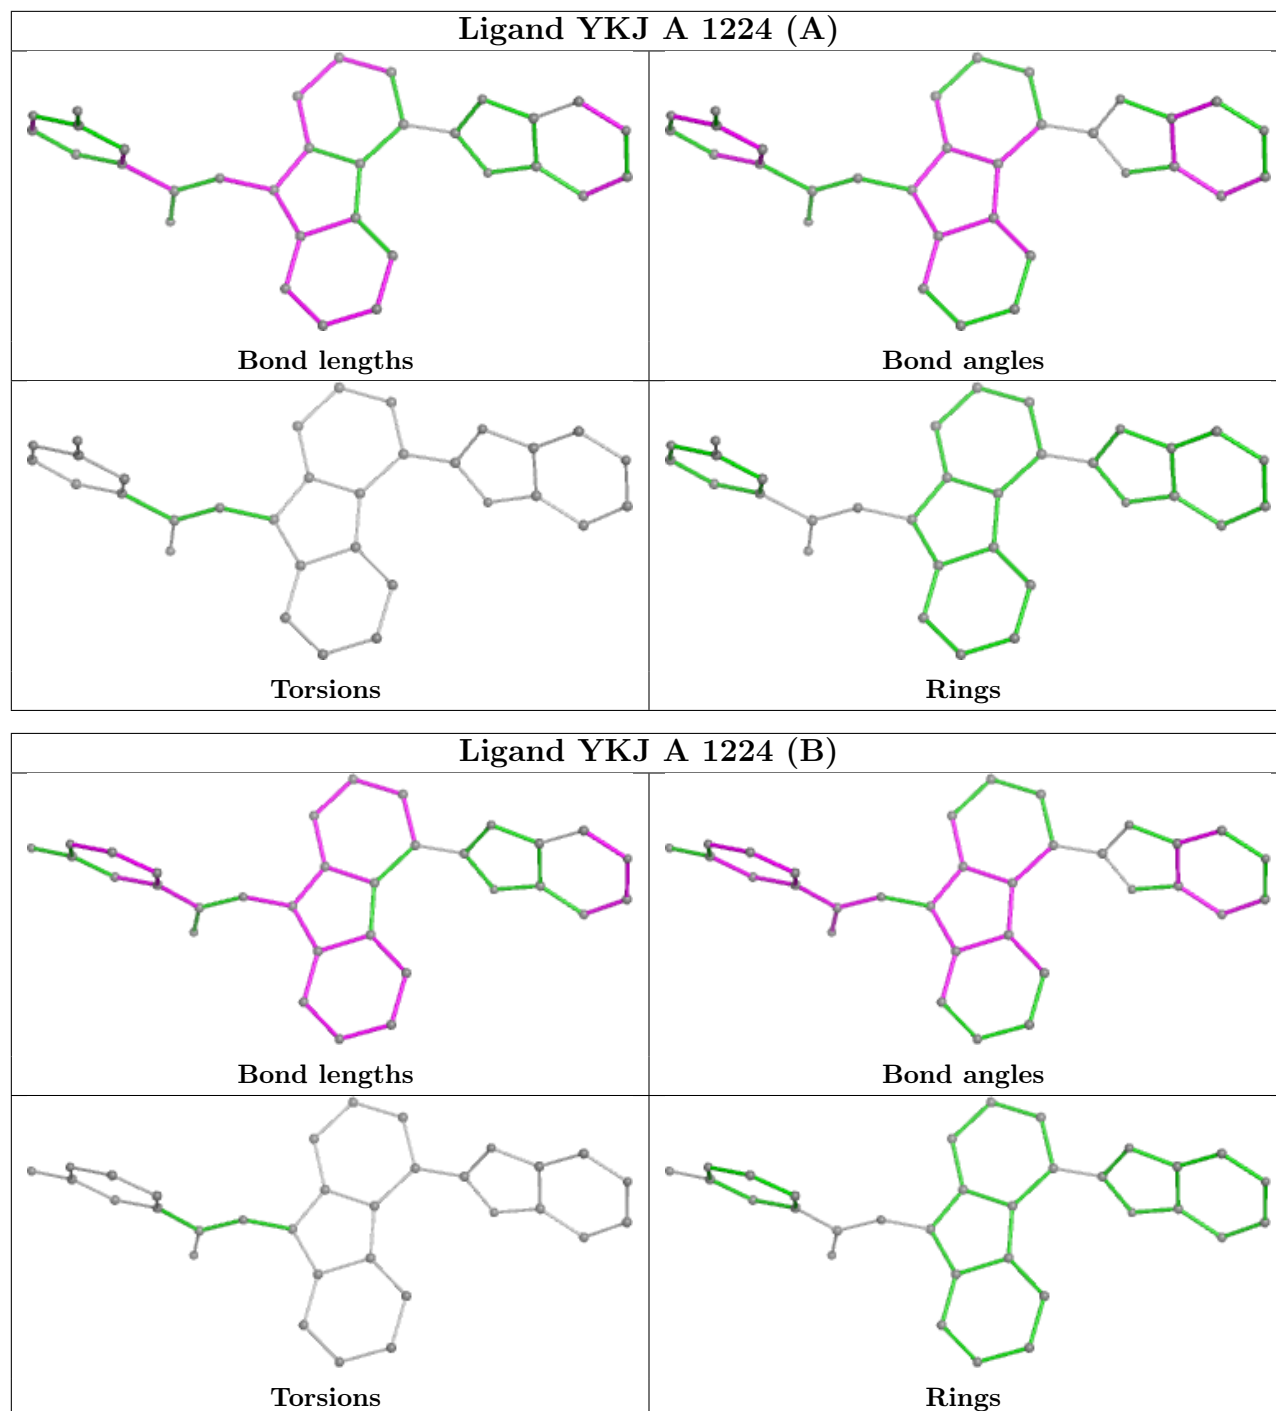 Ligand YKJ A 1224 (A)
Bond lengths
Bond angles
Torsions
Rings
Ligand YKJ A 1224 (B)
Bond lengths
Bond angles
Torsions
Rings